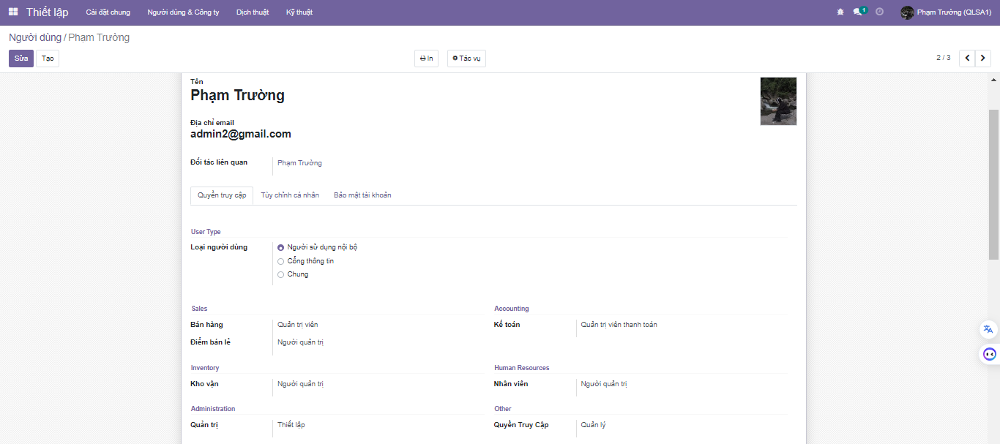 Thiết lập Cài đặt chung Người dùng & Công ty Dịch thuật Kỹ thuật 1 Phạm Trưởng (QLSA1)
Người dùng / Phạm Trường
Sửa Tạo In Tác vụ 2 / 3
Tên
Phạm Trường
Địa chỉ email
admin2@gmail.com
Đối tác liên quan Phạm Trường
Quyền truy cập Tùy chỉnh cá nhân Bảo mật tài khoản
User Type
Loại người dùng Người sử dụng nội bộ
Cổng thông tin
Chung
Sales Accounting
Bán hàng Quản trị viên Kế toán Quản trị viên thanh toán
Điểm bán lẻ Người quản trị
Inventory Human Resources
Kho vận Người quản trị Nhân viên Người quản trị
Administration Other
Quản trị Thiết lập Quyền Truy Cập Quản lý